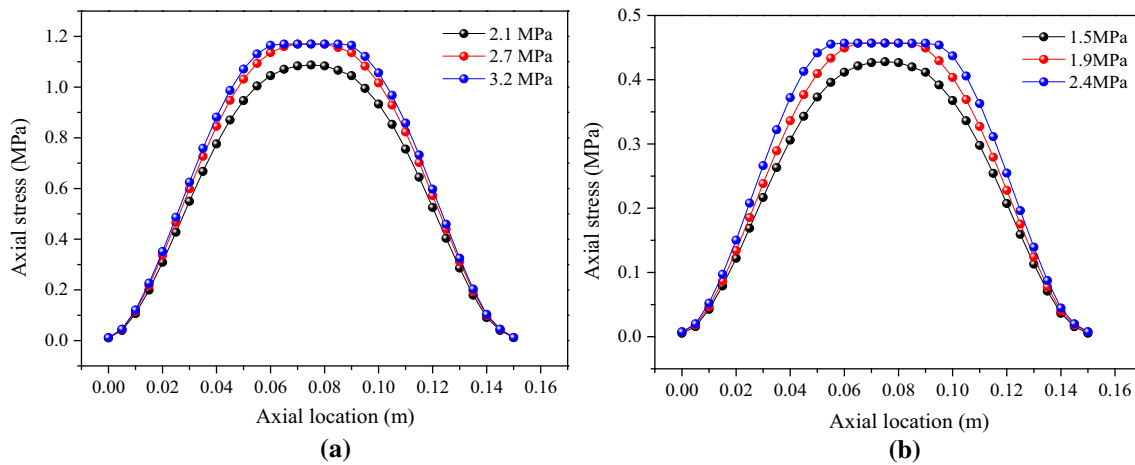 2.1 MPa
2.7 MPa
3.2 MPa
1.2
1.0
0.8
0.6
0.4
0.2
0.0
Axial stress (MPa)
0.00 0.02 0.04 0.06 0.08 0.10 0.12 0.14 0.16
Axial location (m)
(a)
1.5MPa
1.9MPa
2.4MPa
0.5
0.4
0.3
0.2
0.1
0.0
Axial stress (MPa)
0.00 0.02 0.04 0.06 0.08 0.10 0.12 0.14 0.16
Axial location (m)
(b)